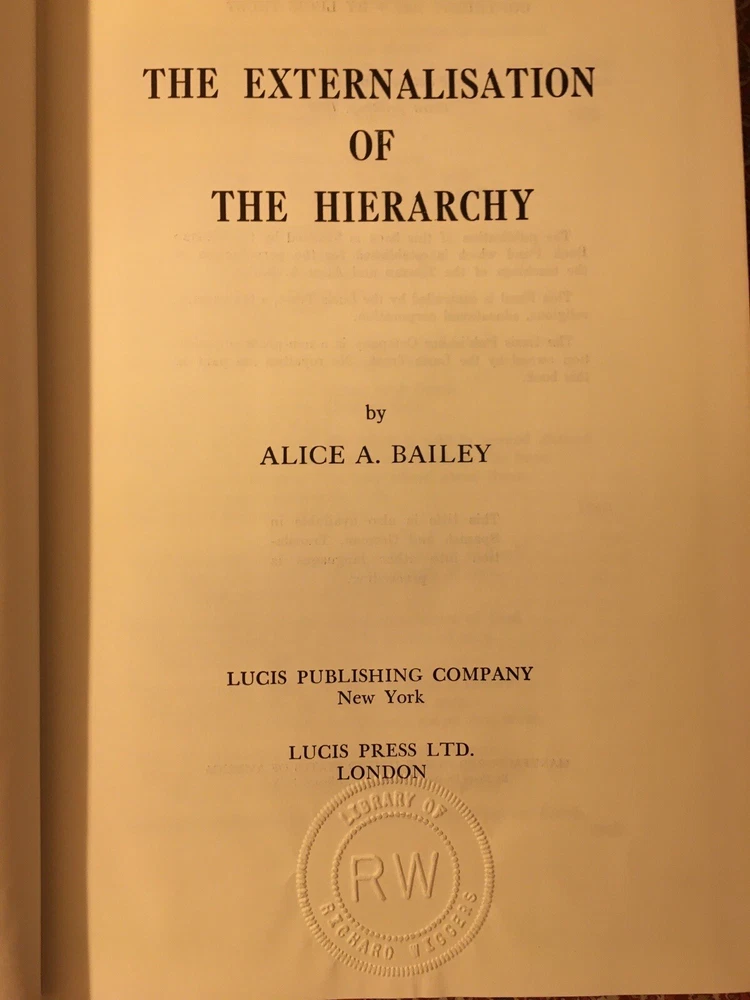 THE EXTERNALISATION
OF
THE HIERARCHY
by
ALICE A. BAILEY
LUCIS PUBLISHING COMPANY
New York
LUCIS PRESS LTD.
LONDON
LIBRARY OF
RW
RICHARD WIGGERS